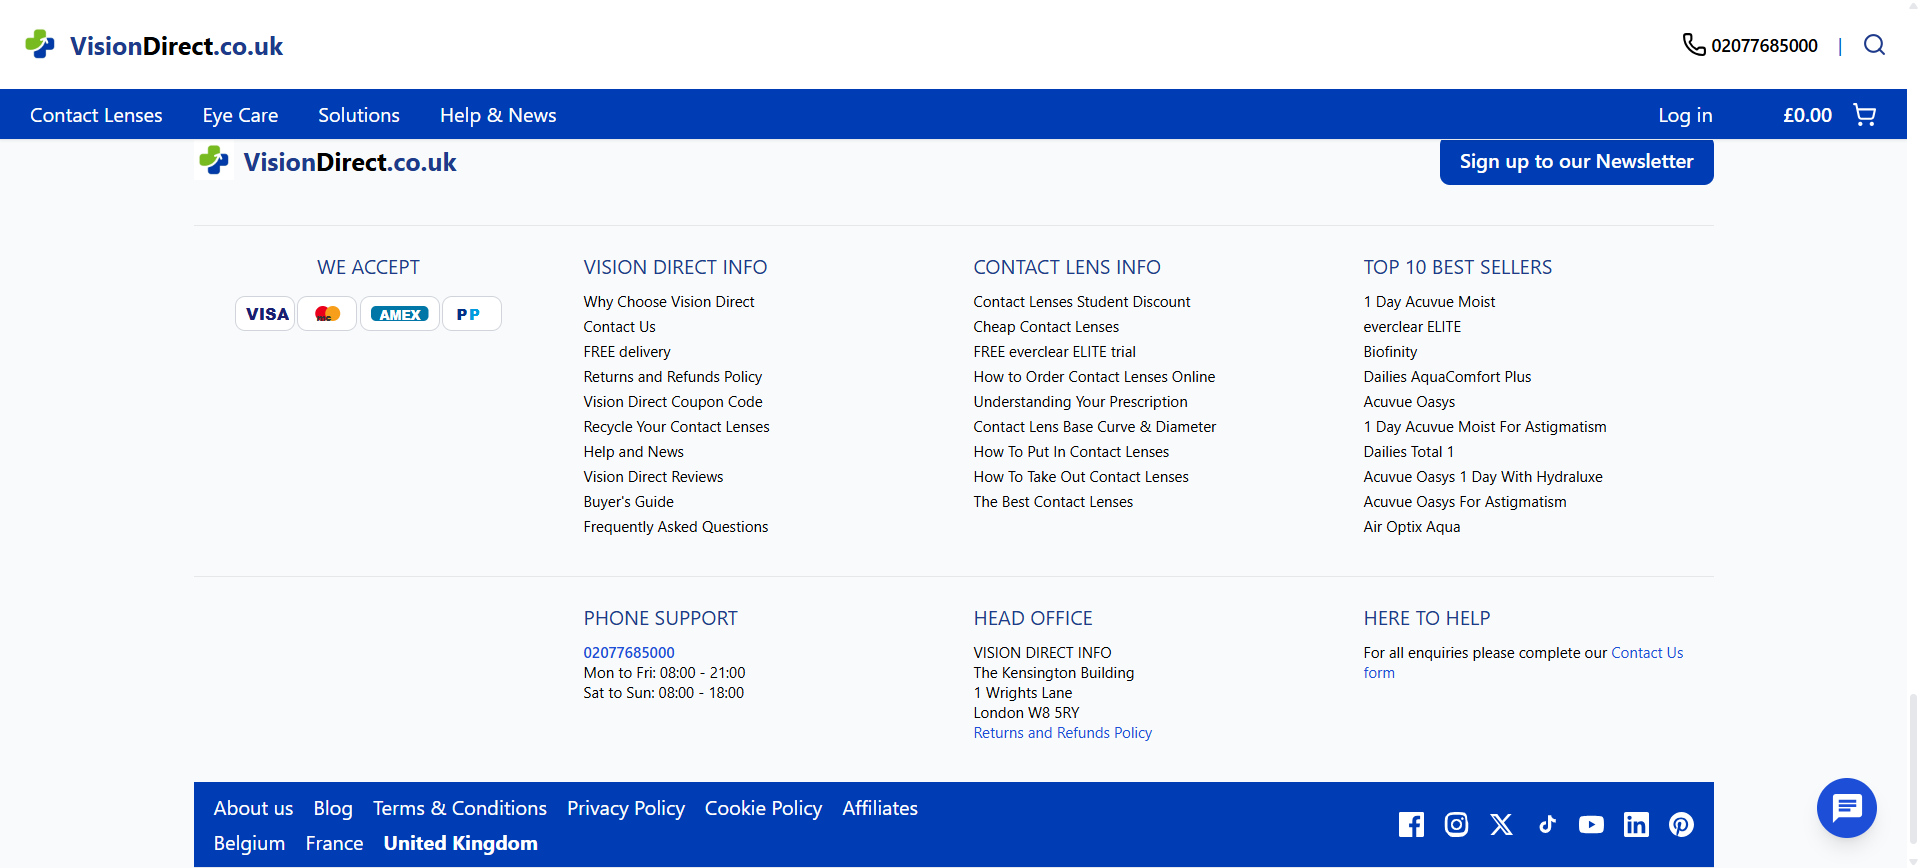 VisionDirect.co.uk
02077685000 |
Contact Lenses Eye Care Solutions Help & News Log in £0.00
VisionDirect.co.uk
Sign up to our Newsletter
WE ACCEPT
VISA AMEX PP
VISION DIRECT INFO
Why Choose Vision Direct
Contact Us
FREE delivery
Returns and Refunds Policy
Vision Direct Coupon Code
Recycle Your Contact Lenses
Help and News
Vision Direct Reviews
Buyer's Guide
Frequently Asked Questions
CONTACT LENS INFO
Contact Lenses Student Discount
Cheap Contact Lenses
FREE everclear ELITE trial
How to Order Contact Lenses Online
Understanding Your Prescription
Contact Lens Base Curve & Diameter
How To Put In Contact Lenses
How To Take Out Contact Lenses
The Best Contact Lenses
TOP 10 BEST SELLERS
1 Day Acuvue Moist
everclear ELITE
Biofinity
Dailies AquaComfort Plus
Acuvue Oasys
1 Day Acuvue Moist For Astigmatism
Dailies Total 1
Acuvue Oasys 1 Day With Hydraluxe
Acuvue Oasys For Astigmatism
Air Optix Aqua
PHONE SUPPORT
02077685000
Mon to Fri: 08:00 - 21:00
Sat to Sun: 08:00 - 18:00
HEAD OFFICE
VISION DIRECT INFO
The Kensington Building
1 Wrights Lane
London W8 5RY
Returns and Refunds Policy
HERE TO HELP
For all enquiries please complete our Contact Us
form
About us Blog Terms & Conditions Privacy Policy Cookie Policy Affiliates
Belgium France United Kingdom